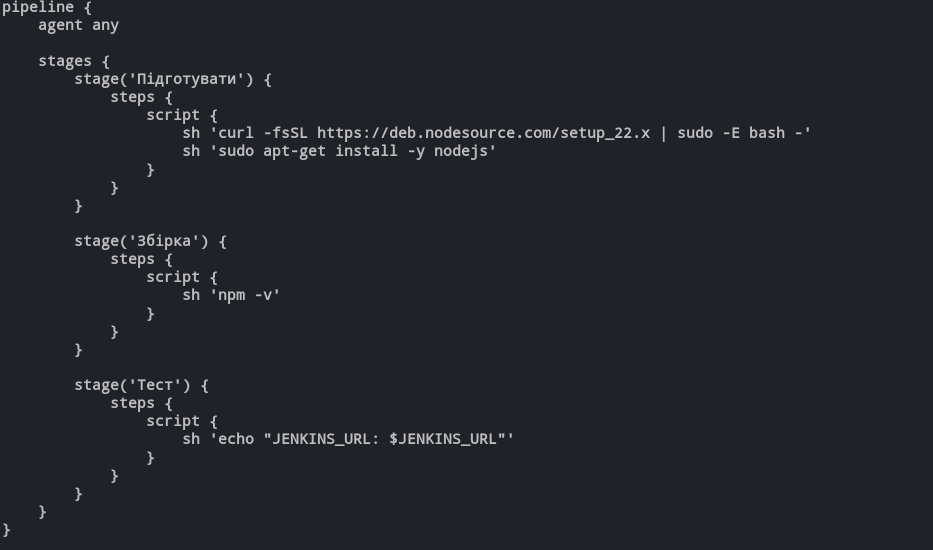 pipeline {
    agent any

    stages {
        stage('Підготувати') {
            steps {
                script {
                    sh 'curl -fsSL https://deb.nodesource.com/setup_22.x | sudo -E bash -'
                    sh 'sudo apt-get install -y nodejs'
                }
            }
        }

        stage('Збірка') {
            steps {
                script {
                    sh 'npm -v'
                }
            }
        }

        stage('Тест') {
            steps {
                script {
                    sh 'echo "JENKINS_URL: $JENKINS_URL"'
                }
            }
        }
    }
}